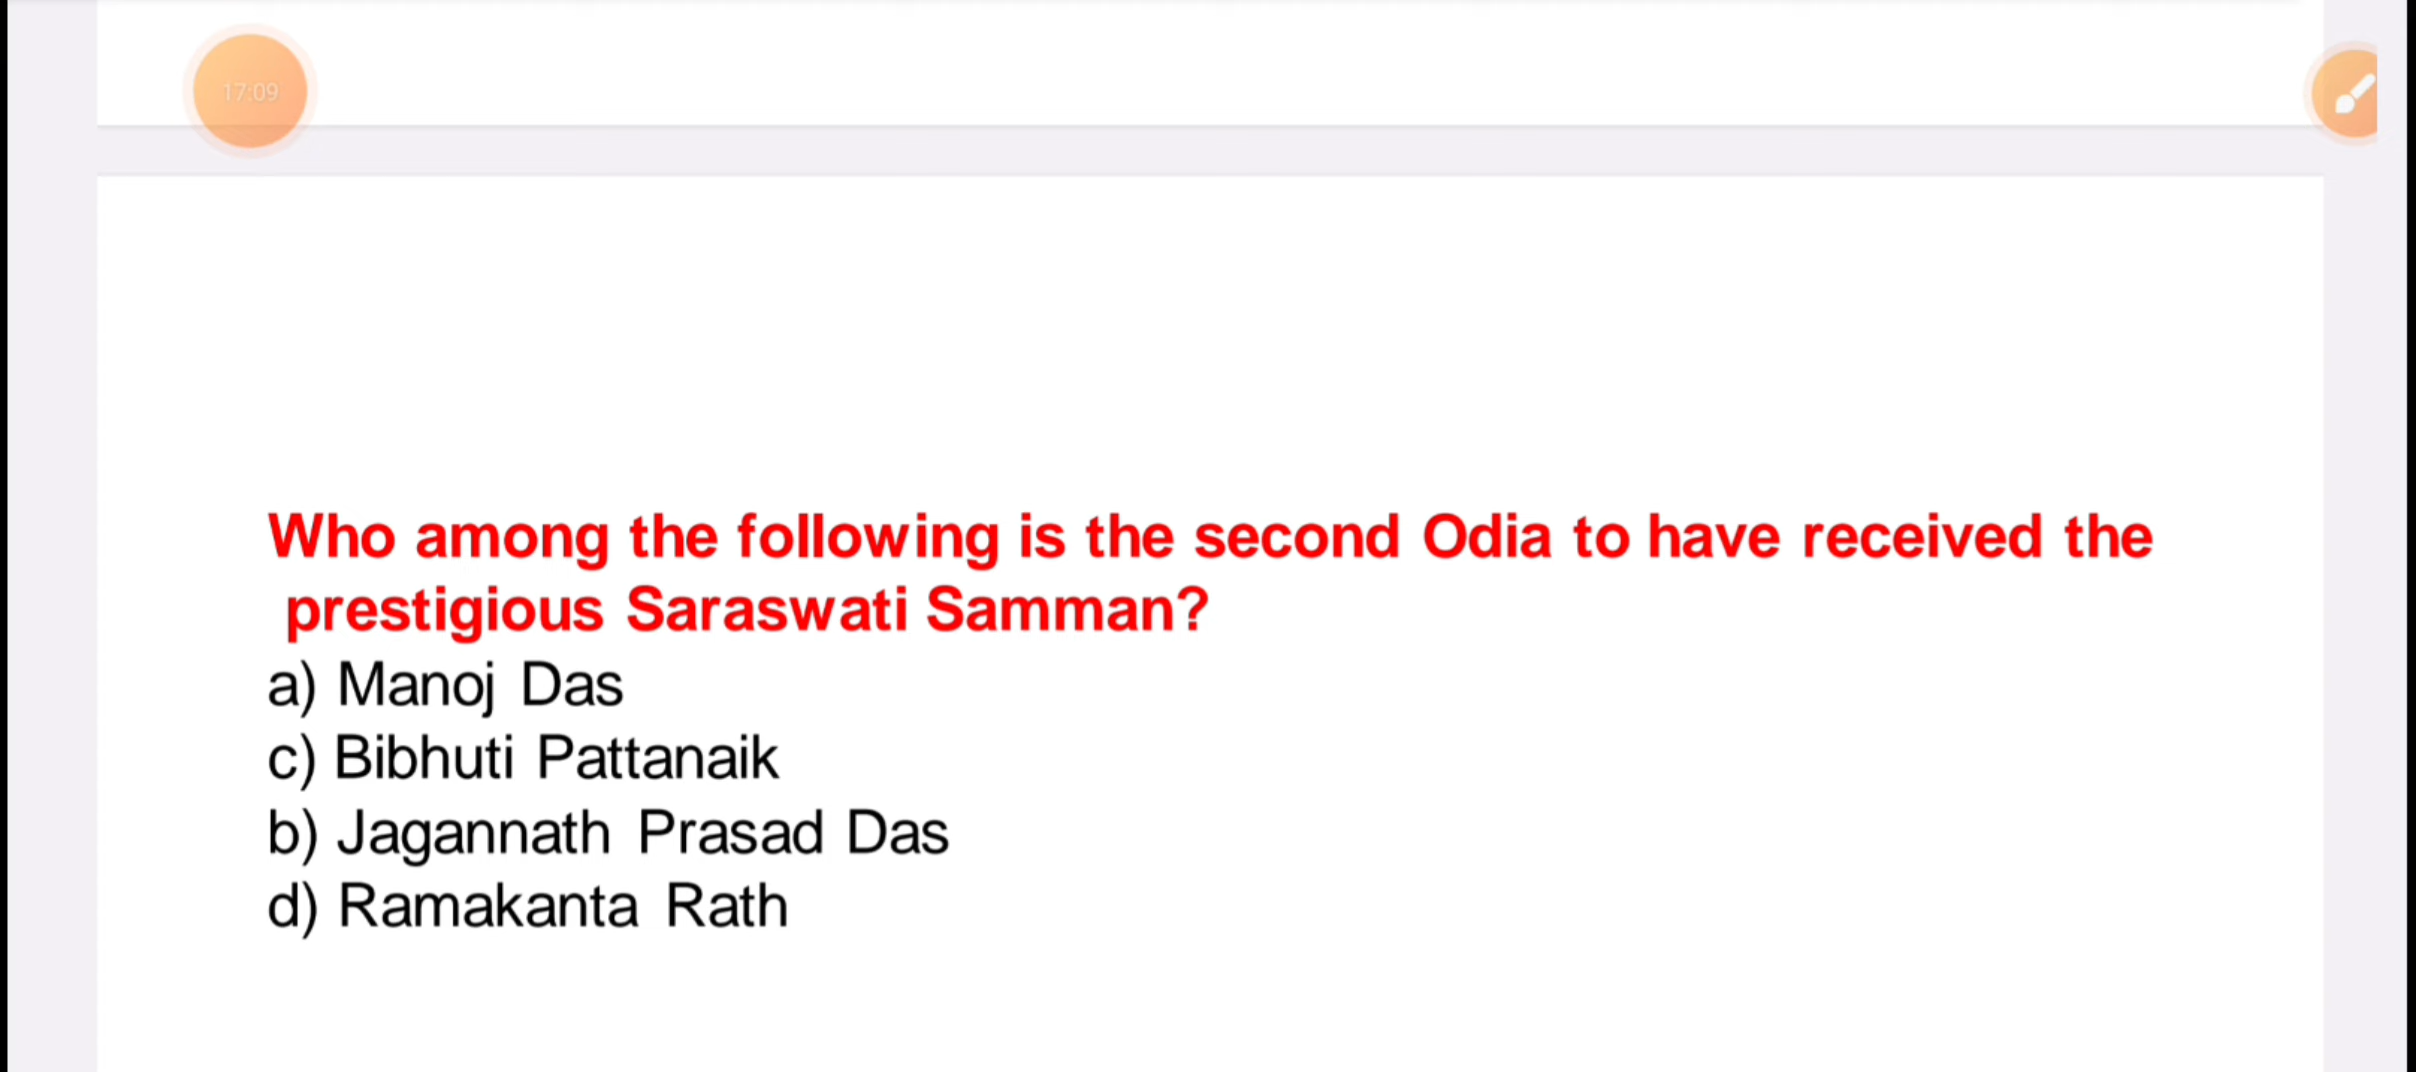 17:09
Who among the following is the second Odia to have received the
prestigious Saraswati Samman?
a) Manoj Das
c) Bibhuti Pattanaik
b) Jagannath Prasad Das
d) Ramakanta Rath